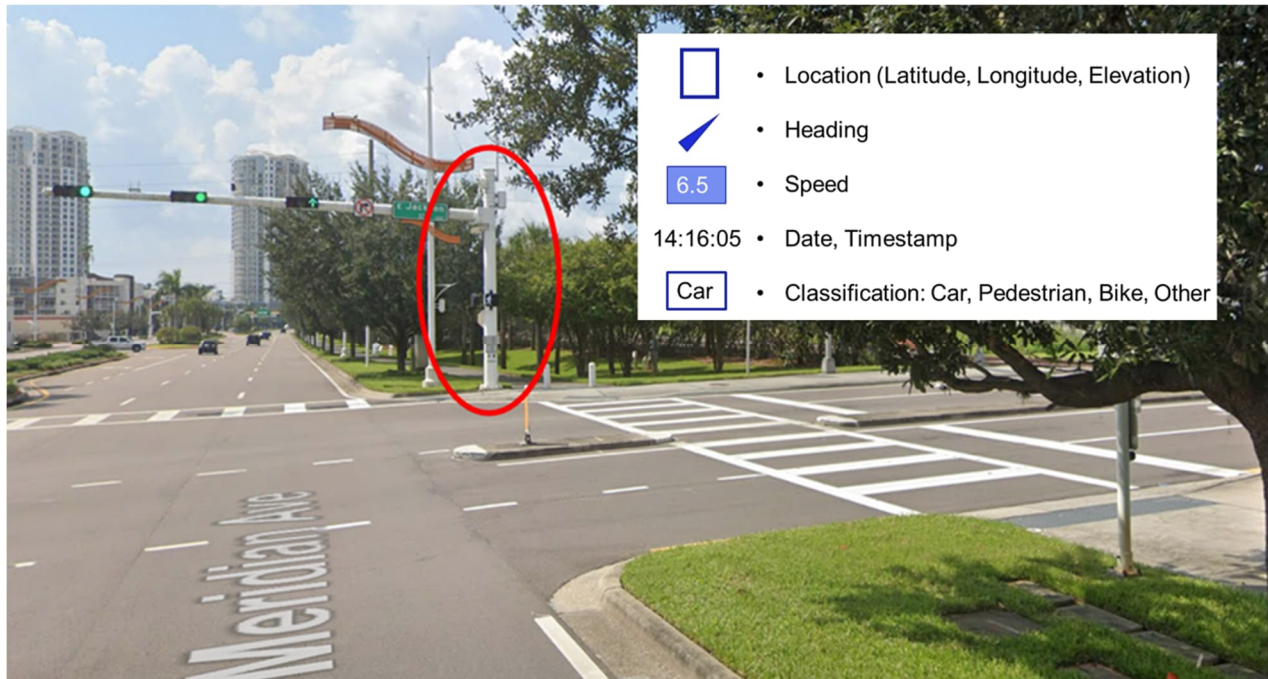 E Jackson
Location (Latitude, Longitude, Elevation)
Heading
6.5
Speed
14:16:05
Date, Timestamp
Car
Classification: Car, Pedestrian, Bike, Other
Meridian Ave